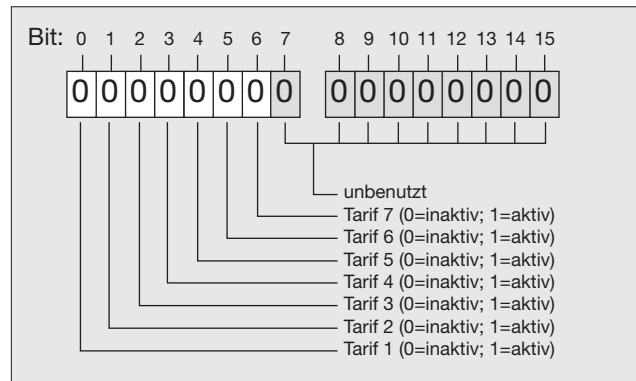 Bit: 0 1 2 3 4 5 6 7 8 9 10 11 12 13 14 15
0 0 0 0 0 0 0 0 0 0 0 0 0 0 0 0
unbenutzt
Tarif 7 (0=inaktiv; 1=aktiv)
Tarif 6 (0=inaktiv; 1=aktiv)
Tarif 5 (0=inaktiv; 1=aktiv)
Tarif 4 (0=inaktiv; 1=aktiv)
Tarif 3 (0=inaktiv; 1=aktiv)
Tarif 2 (0=inaktiv; 1=aktiv)
Tarif 1 (0=inaktiv; 1=aktiv)